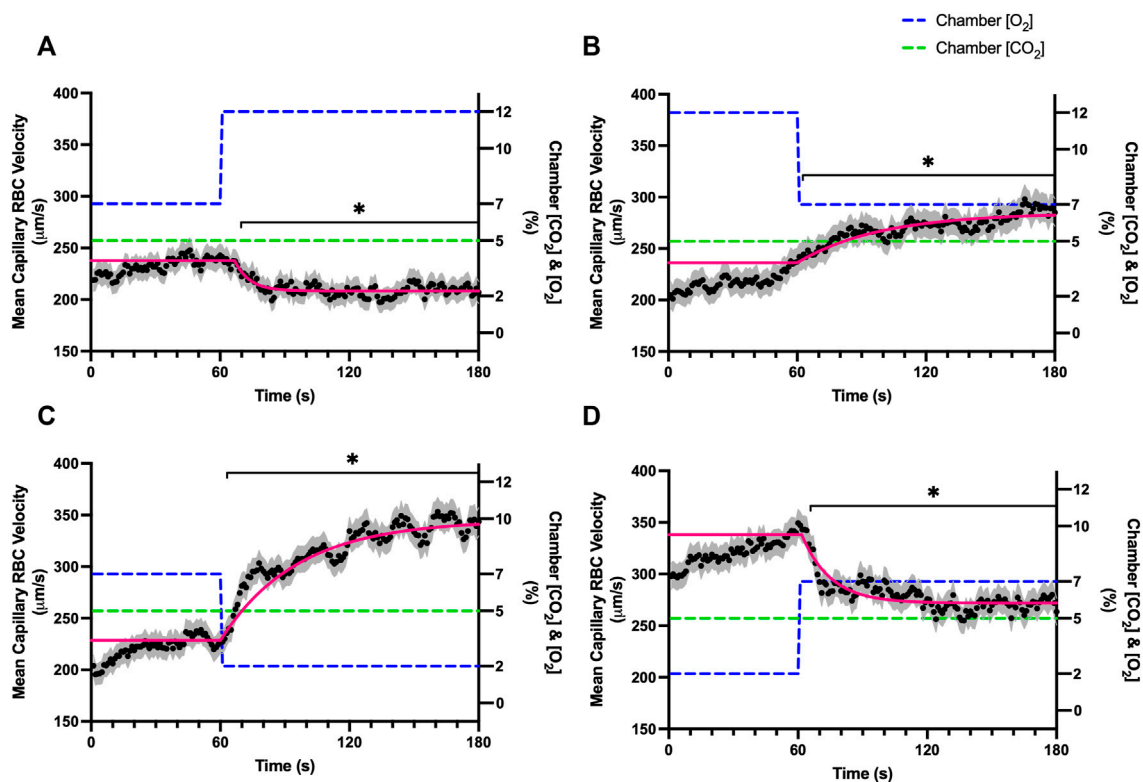 Chamber [O₂]
Chamber [CO₂]
A
400
350
300
250
200
150
12
10
7
5
2
0
0 60 120 180
Mean Capillary RBC Velocity
(μm/s)
Chamber [CO₂] & [O₂]
(%)
Time (s)
*
B
400
350
300
250
200
150
12
10
7
5
2
0
0 60 120 180
Mean Capillary RBC Velocity
(μm/s)
Chamber [CO₂] & [O₂]
(%)
Time (s)
*
C
400
350
300
250
200
150
12
10
7
5
2
0
0 60 120 180
Mean Capillary RBC Velocity
(μm/s)
Chamber [CO₂] & [O₂]
(%)
Time (s)
*
D
400
350
300
250
200
150
12
10
7
5
2
0
0 60 120 180
Mean Capillary RBC Velocity
(μm/s)
Chamber [CO₂] & [O₂]
(%)
Time (s)
*